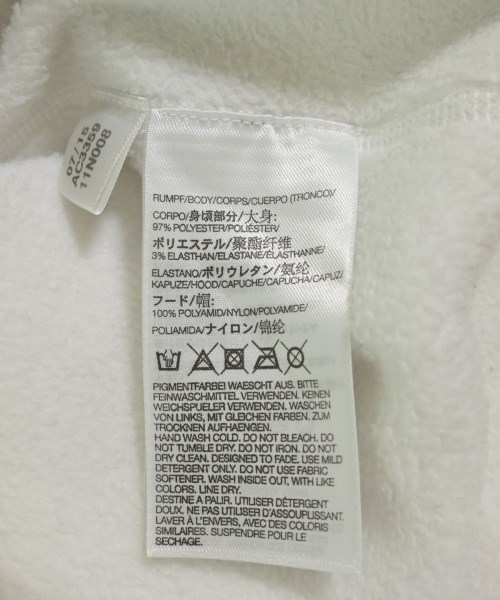 07/15
AC3359
11N008
RUMPF/BODY/CORPS/CUERPO (TRONCO)/
CORPO/身頃部分/大身:
97% POLYESTER/POLIÉSTER/
ポリエステル/聚酯纤维
3% ELASTHAN/ELASTANE/ÉLASTHANNE/
ELASTANO/ポリウレタン/氨纶
KAPUZE/HOOD/CAPUCHE/CAPUCHA/CAPUZ/
フード/帽:
100% POLYAMID/NYLON/POLYAMIDE/
POLIAMIDA/ナイロン/锦纶
PIGMENTFARBE! WAESCHT AUS. BITTE
FEINWASCHMITTEL VERWENDEN. KEINEN
WEICHSPUELER VERWENDEN. WASCHEN
VON LINKS, MIT GLEICHEN FARBEN. ZUM
TROCKNEN AUFHAENGEN.
HAND WASH COLD. DO NOT BLEACH. DO
NOT TUMBLE DRY. DO NOT IRON. DO NOT
DRY CLEAN. DESIGNED TO FADE. USE MILD
DETERGENT ONLY. DO NOT USE FABRIC
SOFTENER. WASH INSIDE OUT, WITH LIKE
COLORS. LINE DRY.
DESTINE A PALIR. UTILISER DÉTERGENT
DOUX. NE PAS UTILISER D'ASSOUPLISSANT.
LAVER À L'ENVERS, AVEC DES COLORIS
SIMILAIRES. SUSPENDRE POUR LE
SECHAGE.